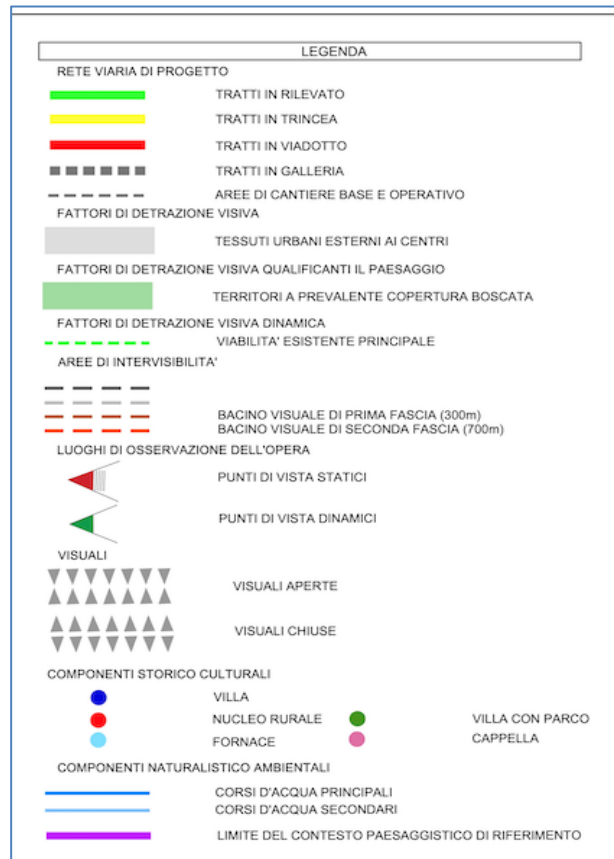 LEGENDA
RETE VIARIA DI PROGETTO
TRATTI IN RILEVATO
TRATTI IN TRINCEA
TRATTI IN VIADOTTO
TRATTI IN GALLERIA
AREE DI CANTIERE BASE E OPERATIVO
FATTORI DI DETRAZIONE VISIVA
TESSUTI URBANI ESTERNI AI CENTRI
FATTORI DI DETRAZIONE VISIVA QUALIFICANTI IL PAESAGGIO
TERRITORI A PREVALENTE COPERTURA BOSCATA
FATTORI DI DETRAZIONE VISIVA DINAMICA
VIABILITA' ESISTENTE PRINCIPALE
AREE DI INTERVISIBILITA'
BACINO VISUALE DI PRIMA FASCIA (300m)
BACINO VISUALE DI SECONDA FASCIA (700m)
LUOGHI DI OSSERVAZIONE DELL'OPERA
PUNTI DI VISTA STATICI
PUNTI DI VISTA DINAMICI
VISUALI
VISUALI APERTE
VISUALI CHIUSE
COMPONENTI STORICO CULTURALI
VILLA
NUCLEO RURALE VILLA CON PARCO
FORNACE CAPPELLA
COMPONENTI NATURALISTICO AMBIENTALI
CORSI D'ACQUA PRINCIPALI
CORSI D'ACQUA SECONDARI
LIMITE DEL CONTESTO PAESAGGISTICO DI RIFERIMENTO